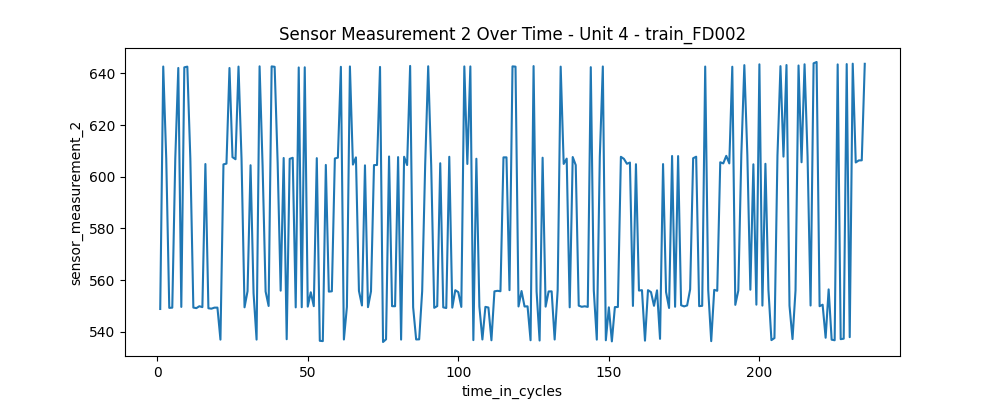 Sensor Measurement 2 Over Time - Unit 4 - train_FD002
sensor_measurement_2
640
620
600
580
560
540
0 50 100 150 200
time_in_cycles